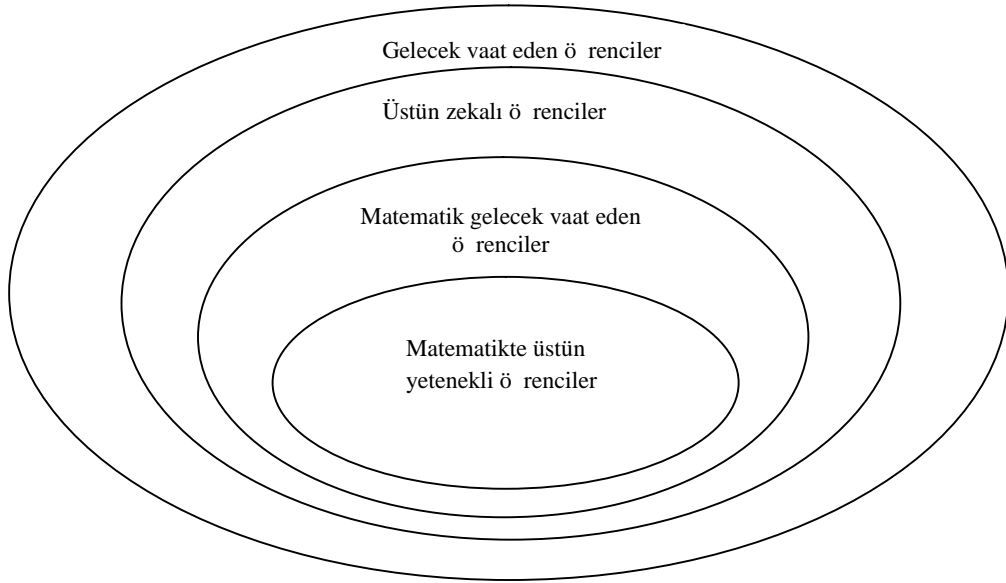 Gelecek vaat eden ö renciler
Üstün zekalı ö renciler
Matematik gelecek vaat eden
ö renciler
Matematikte üstün
yetenekli ö renciler